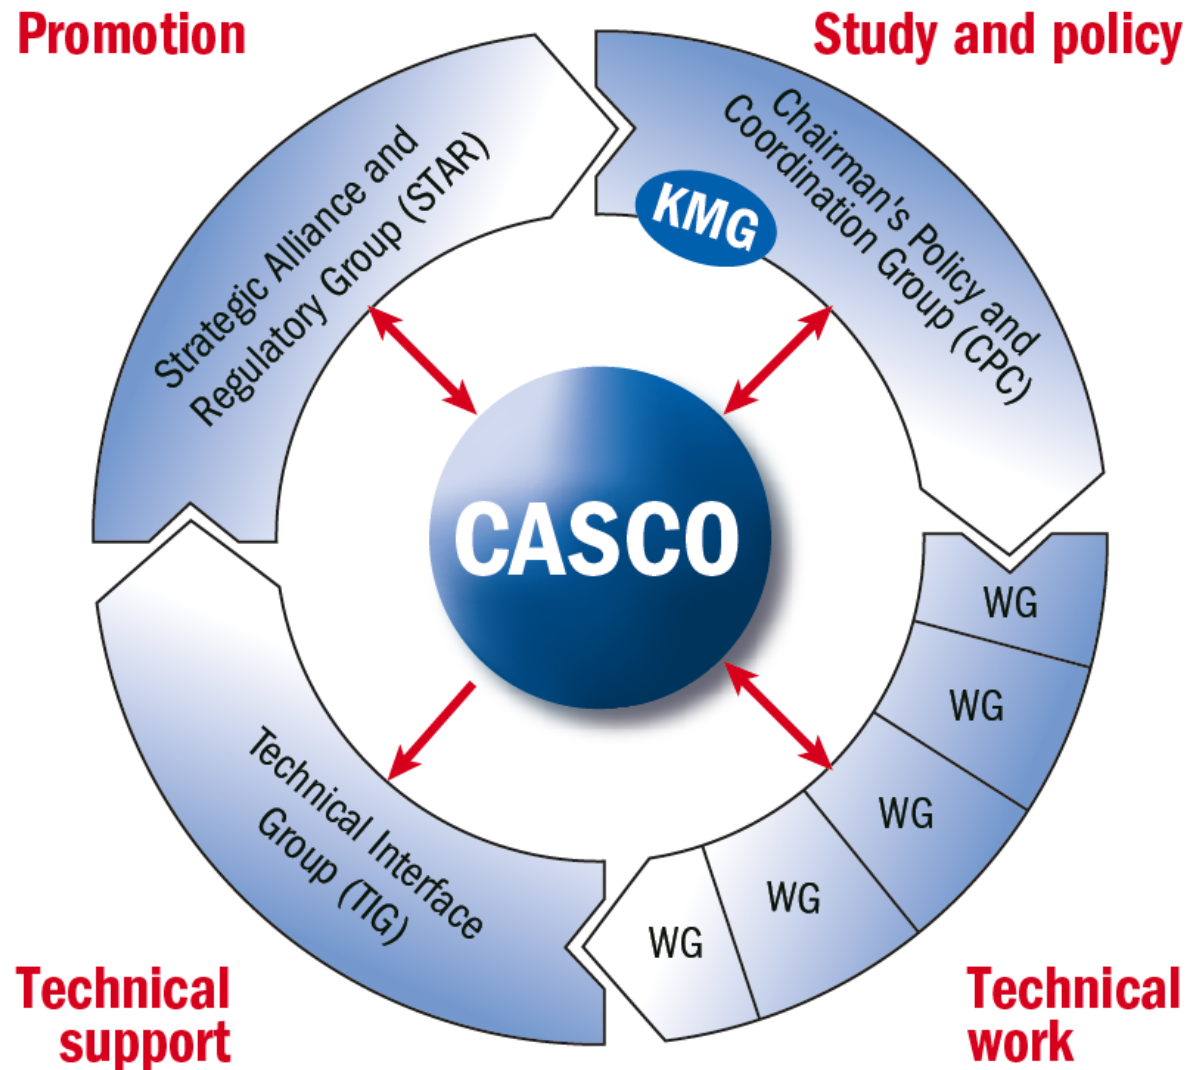 Promotion
Study and policy
Strategic Alliance and
Regulatory Group (STAR)
Chairman's Policy and
Coordination Group (CPC)
KMG
CASCO
WG
WG
WG
WG
WG
Technical Interface
Group (TIG)
Technical
support
Technical
work